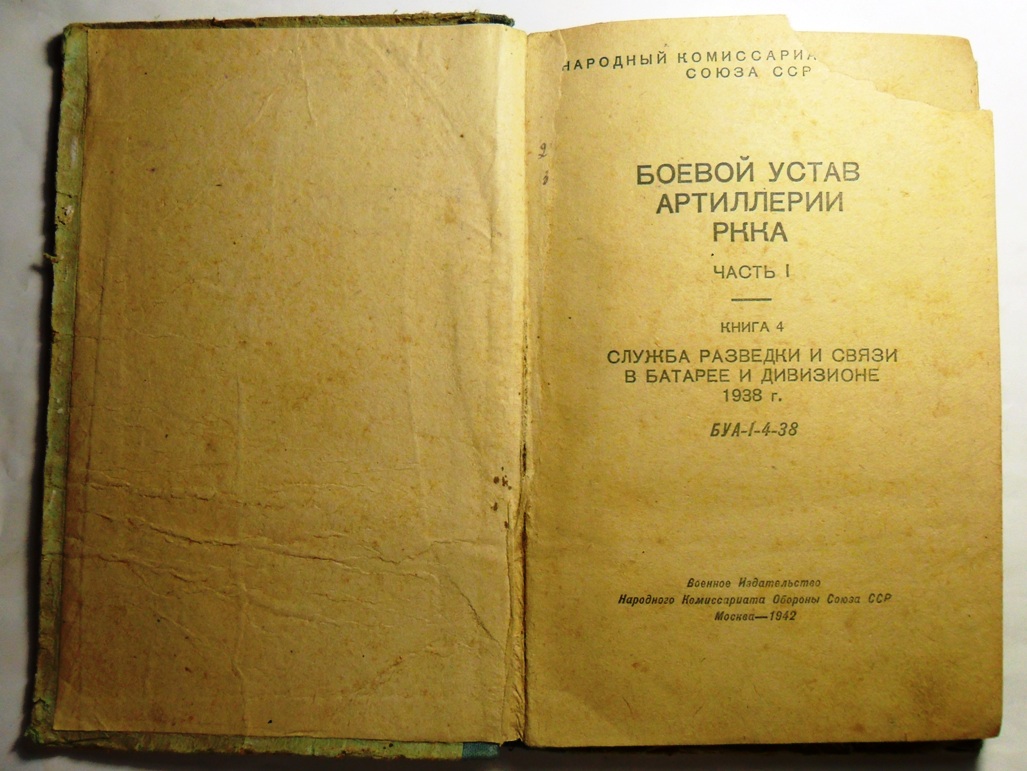 НАРОДНЫЙ КОМИССАРИА
СОЮЗА ССР
БОЕВОЙ УСТАВ
АРТИЛЛЕРИИ
РККА
ЧАСТЬ I
КНИГА 4
СЛУЖБА РАЗВЕДКИ И СВЯЗИ
В БАТАРЕЕ И ДИВИЗИОНЕ
1938 г.
БУА-I-4-38
Военное Издательство
Народного Комиссариата Обороны Союза ССР
Москва—1942